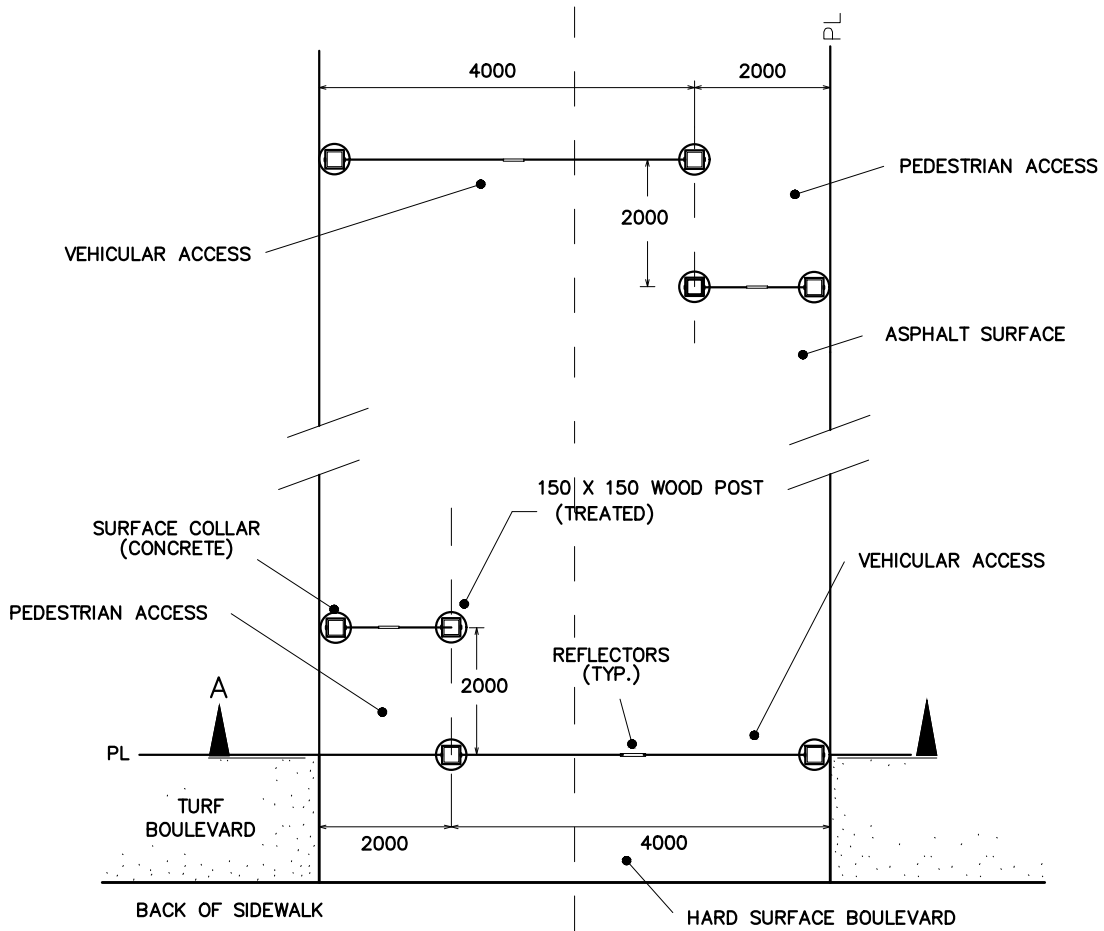 PL
4000
2000
PEDESTRIAN ACCESS
2000
VEHICULAR ACCESS
ASPHALT SURFACE
150 X 150 WOOD POST
(TREATED)
SURFACE COLLAR
(CONCRETE)
VEHICULAR ACCESS
PEDESTRIAN ACCESS
REFLECTORS
(TYP.)
2000
A
PL
TURF
BOULEVARD
2000
4000
BACK OF SIDEWALK
HARD SURFACE BOULEVARD